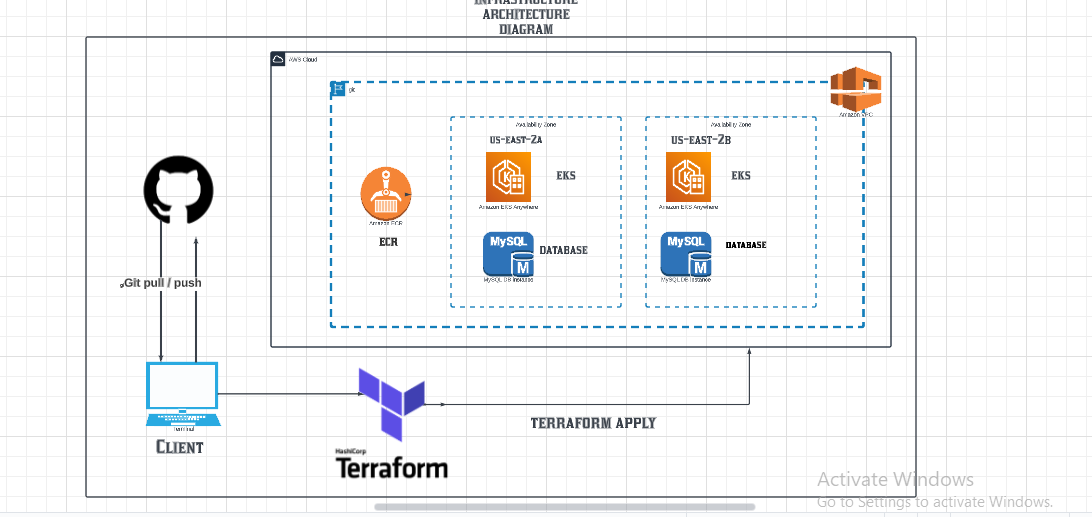 INFRASTRUCTURE
ARCHITECTURE
DIAGRAM
AWS Cloud
Amazon VPC
Availability Zone
US-EAST-2A
EKS
Amazon EKS Anywhere
MySQL
M
DATABASE
MySQL DB Instance
Availability Zone
US-EAST-2B
EKS
Amazon EKS Anywhere
MySQL
M
DATABASE
MySQL DB Instance
Amazon ECR
ECR
Git pull / push
Terminal
CLIENT
HashiCorp
Terraform
TERRAFORM APPLY
Activate Windows
Go to Settings to activate Windows.